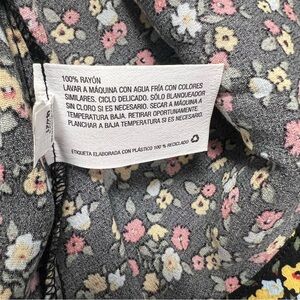 100% RAYÓN
LAVAR A MÁQUINA CON AGUA FRÍA CON COLORES
SIMILARES. CICLO DELICADO. SÓLO BLANQUEADOR
SIN CLORO SI ES NECESARIO. SECAR A MÁQUINA A
TEMPERATURA BAJA. RETIRAR OPORTUNAMENTE.
PLANCHAR A BAJA TEMPERATURA SI ES NECESARIO.
ETIQUETA ELABORADA CON PLÁSTICO 100 % RECICLADO